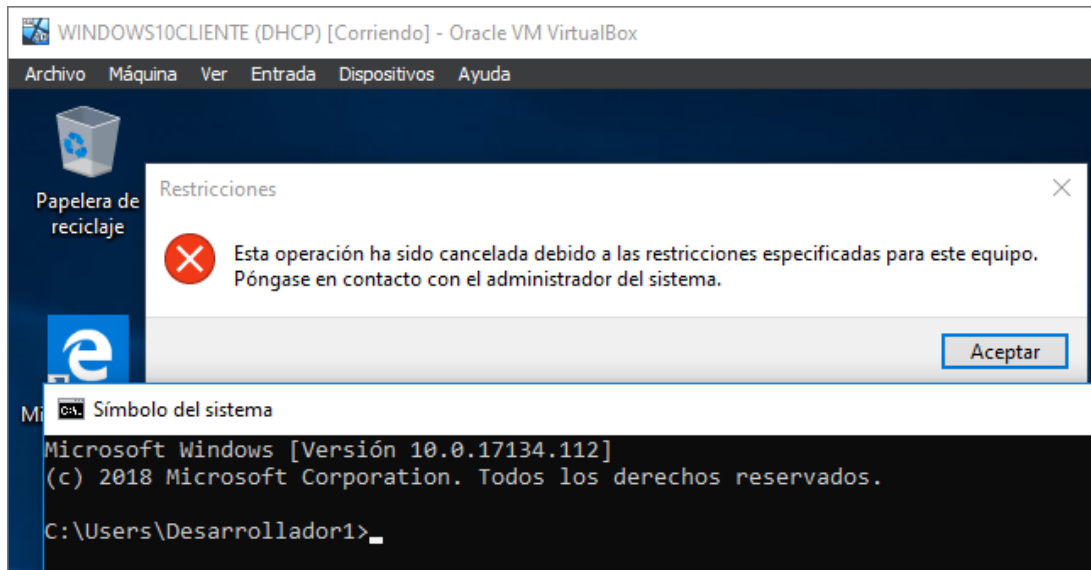 WINDOWS10CLIENTE (DHCP) [Corriendo] - Oracle VM VirtualBox
Archivo Máquina Ver Entrada Dispositivos Ayuda
Papelera de
reciclaje
Restricciones
Esta operación ha sido cancelada debido a las restricciones especificadas para este equipo.
Póngase en contacto con el administrador del sistema.
Aceptar
Mi
C:\. Símbolo del sistema
Microsoft Windows [Versión 10.0.17134.112]
(c) 2018 Microsoft Corporation. Todos los derechos reservados.
C:\Users\Desarrollador1>_